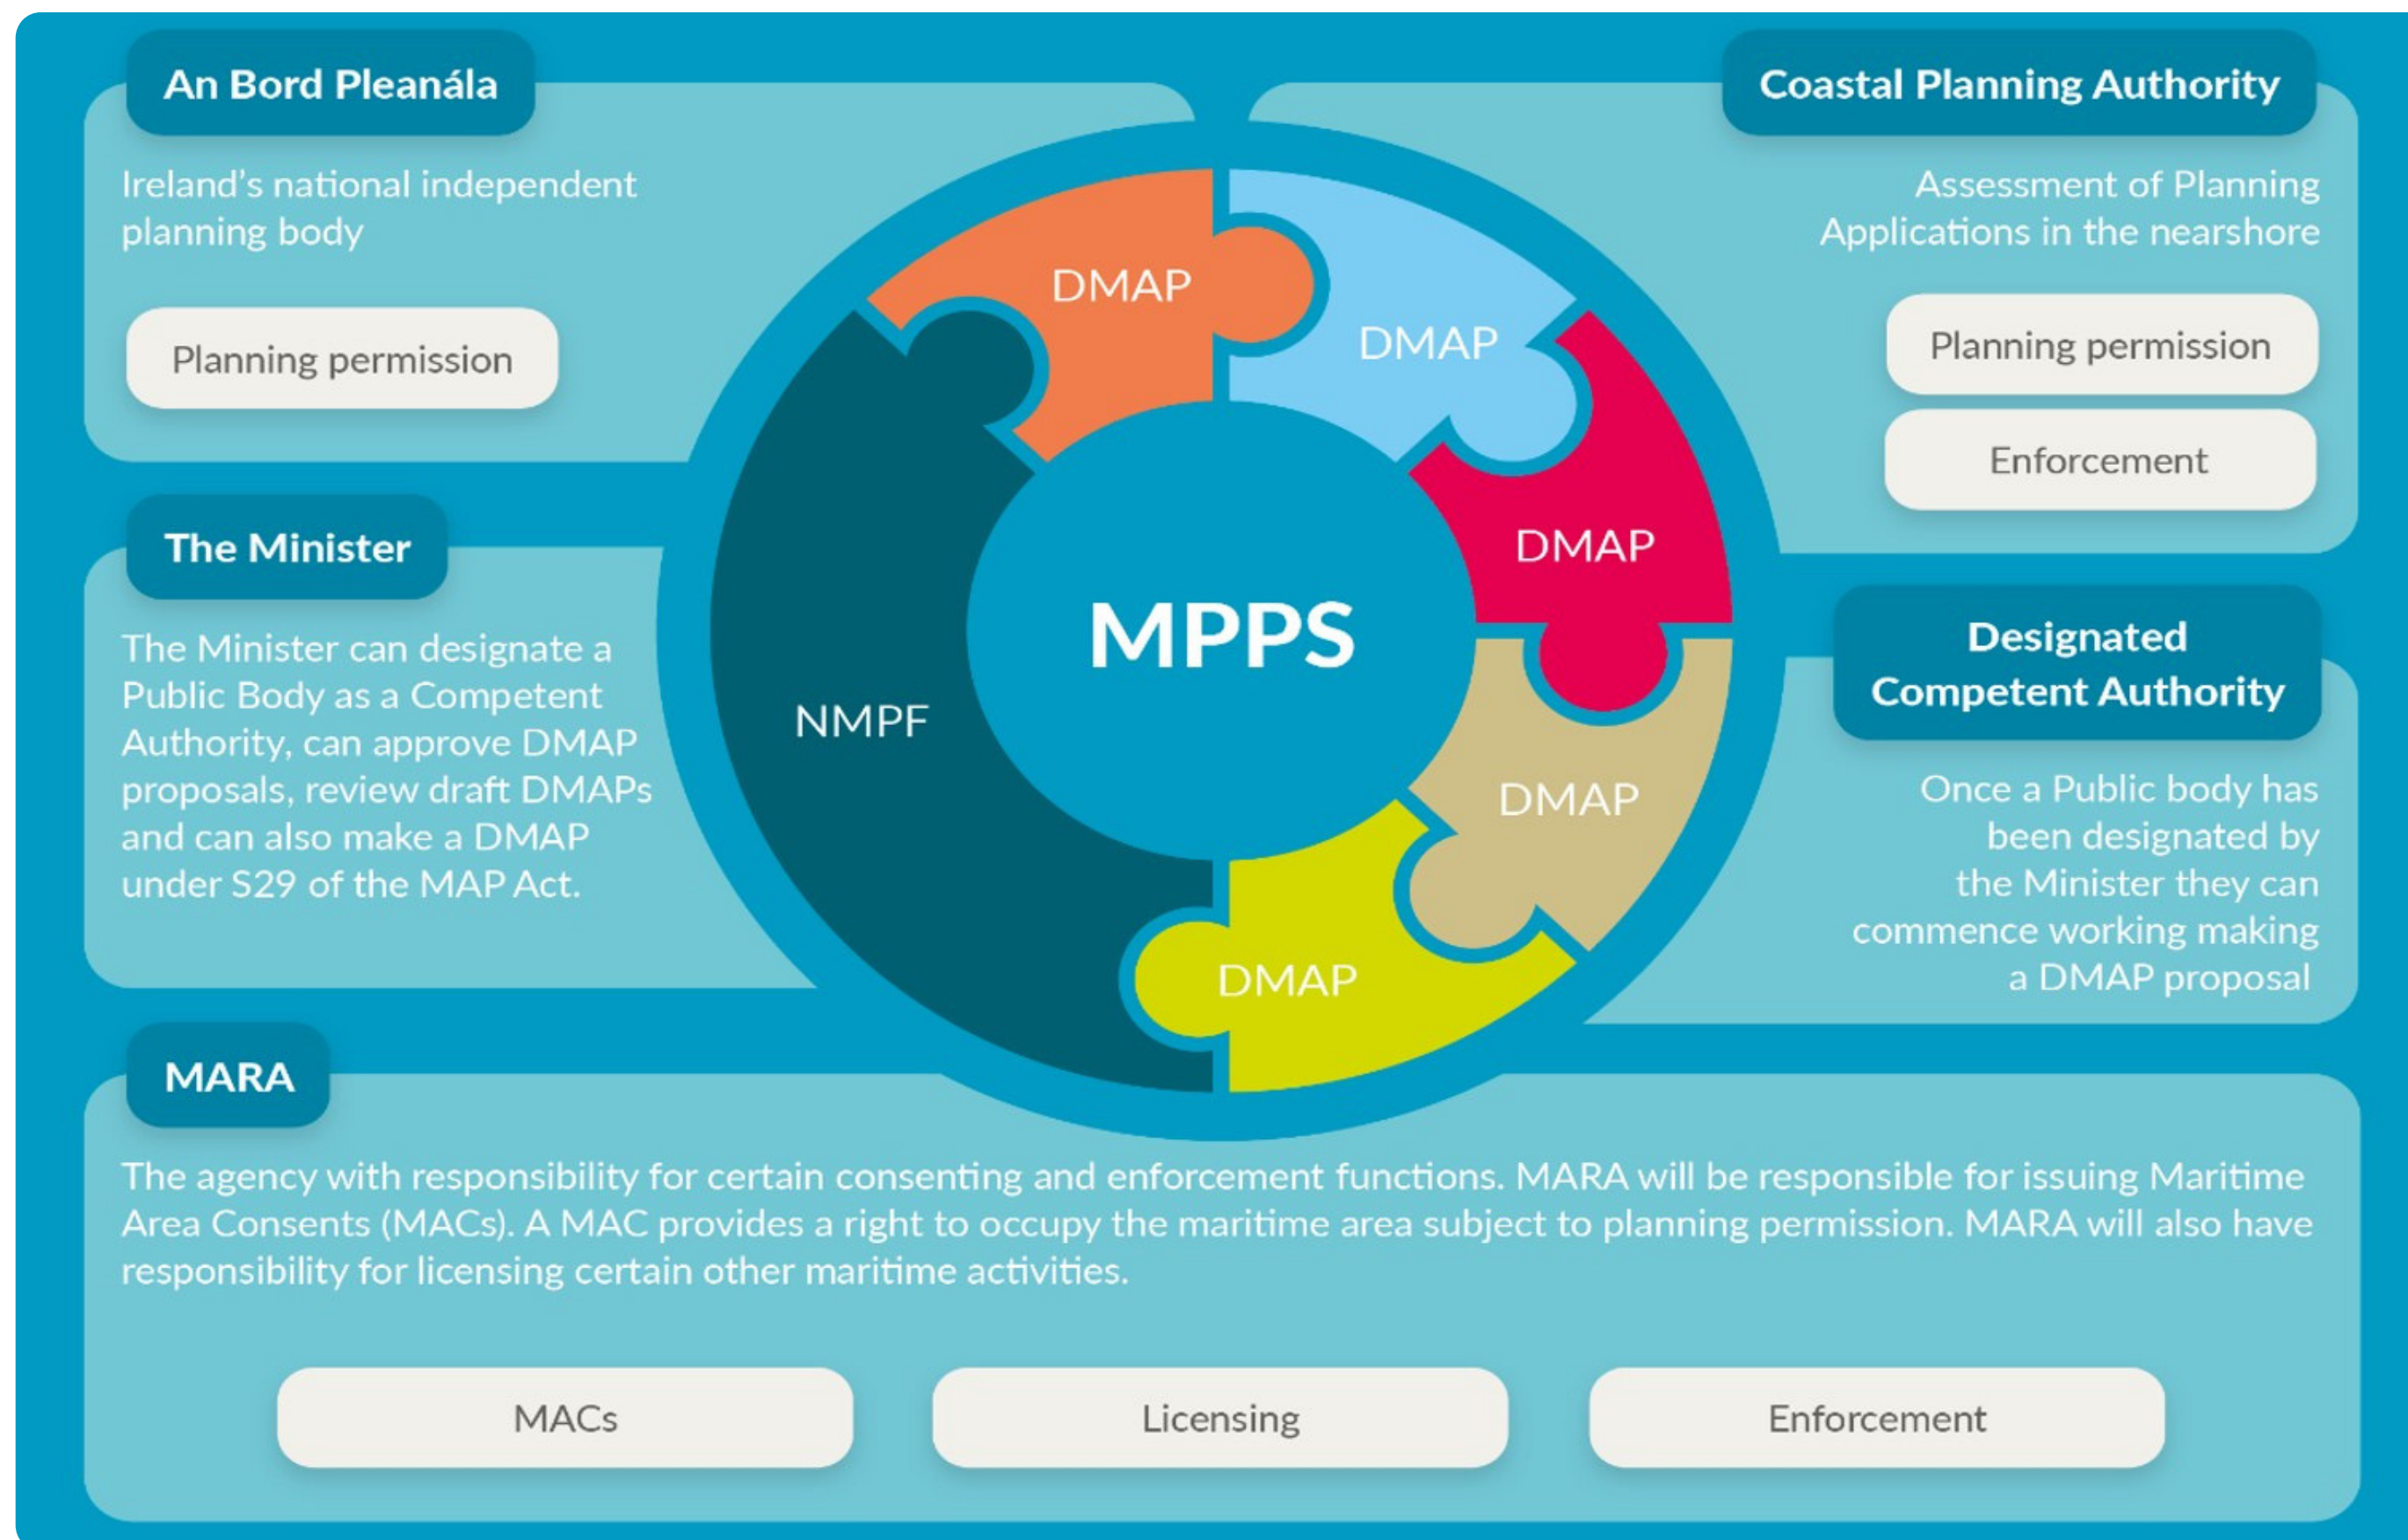 An Bord Pleanála
Ireland's national independent
planning body
Planning permission
Coastal Planning Authority
Assessment of Planning
Applications in the nearshore
Planning permission
Enforcement
The Minister
The Minister can designate a
Public Body as a Competent
Authority, can approve DMAP
proposals, review draft DMAPs
and can also make a DMAP
under S29 of the MAP Act.
DMAP
DMAP
DMAP
DMAP
DMAP
NMPF
MPPS
Designated
Competent Authority
Once a Public body has
been designated by
the Minister they can
commence working making
a DMAP proposal
MARA
The agency with responsibility for certain consenting and enforcement functions. MARA will be responsible for issuing Maritime
Area Consents (MACs). A MAC provides a right to occupy the maritime area subject to planning permission. MARA will also have
responsibility for licensing certain other maritime activities.
MACs
Licensing
Enforcement